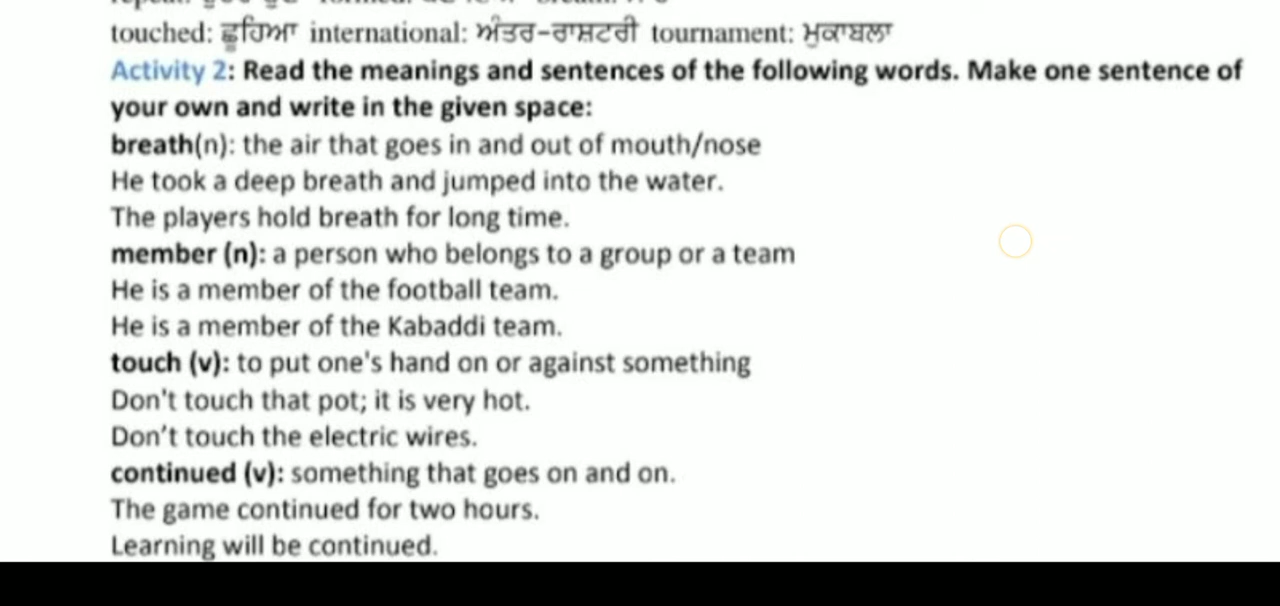 touched: ਛੂਹਿਆ international: ਅੰਤਰ-ਰਾਸ਼ਟਰੀ tournament: ਮੁਕਾਬਲਾ
Activity 2: Read the meanings and sentences of the following words. Make one sentence of
your own and write in the given space:
breath(n): the air that goes in and out of mouth/nose
He took a deep breath and jumped into the water.
The players hold breath for long time.
member (n): a person who belongs to a group or a team
He is a member of the football team.
He is a member of the Kabaddi team.
touch (v): to put one's hand on or against something
Don't touch that pot; it is very hot.
Don’t touch the electric wires.
continued (v): something that goes on and on.
The game continued for two hours.
Learning will be continued.